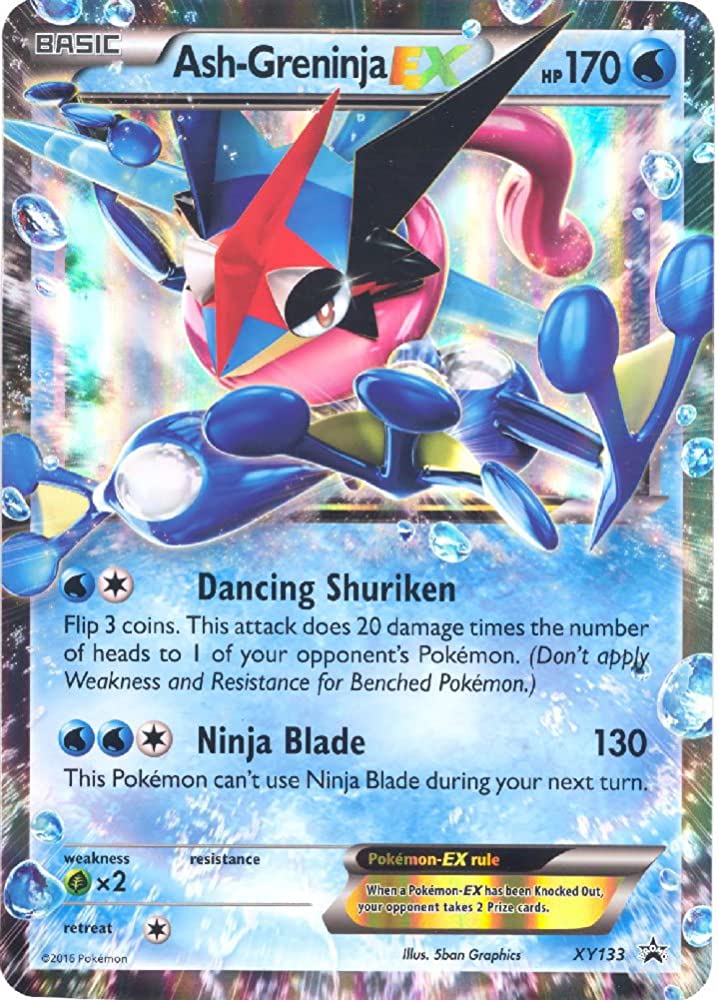 BASIC
Ash-Greninja EX HP 170
Dancing Shuriken
Flip 3 coins. This attack does 20 damage times the number
of heads to 1 of your opponent's Pokémon. (Don't apply
Weakness and Resistance for Benched Pokémon.)
Ninja Blade 130
This Pokémon can't use Ninja Blade during your next turn.
weakness resistance
×2
Pokémon-EX rule
When a Pokémon-EX has been Knocked Out,
your opponent takes 2 Prize cards.
retreat
©2016 Pokémon Illus. 5ban Graphics XY133